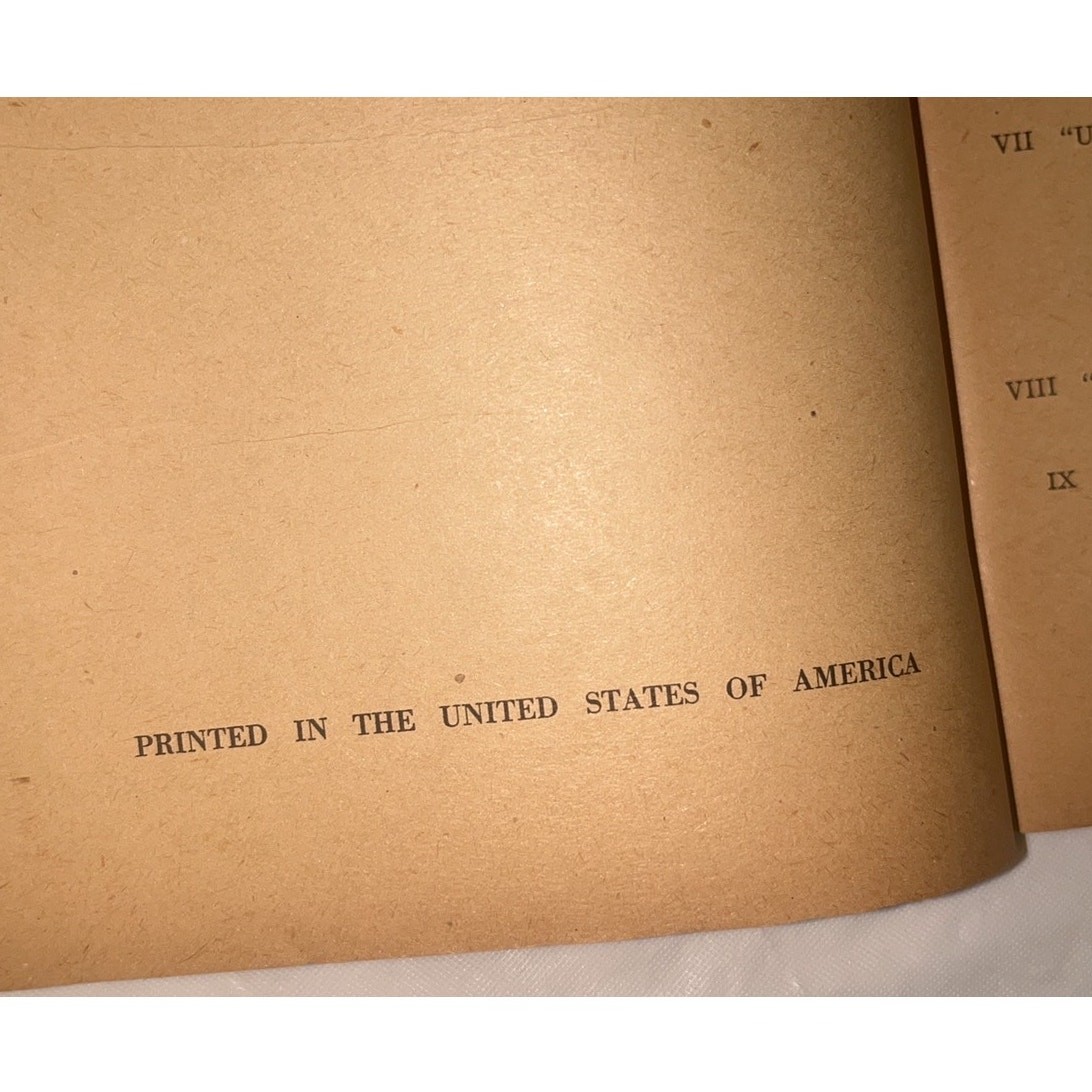 PRINTED IN THE UNITED STATES OF AMERICA
VII "U
VIII "
IX